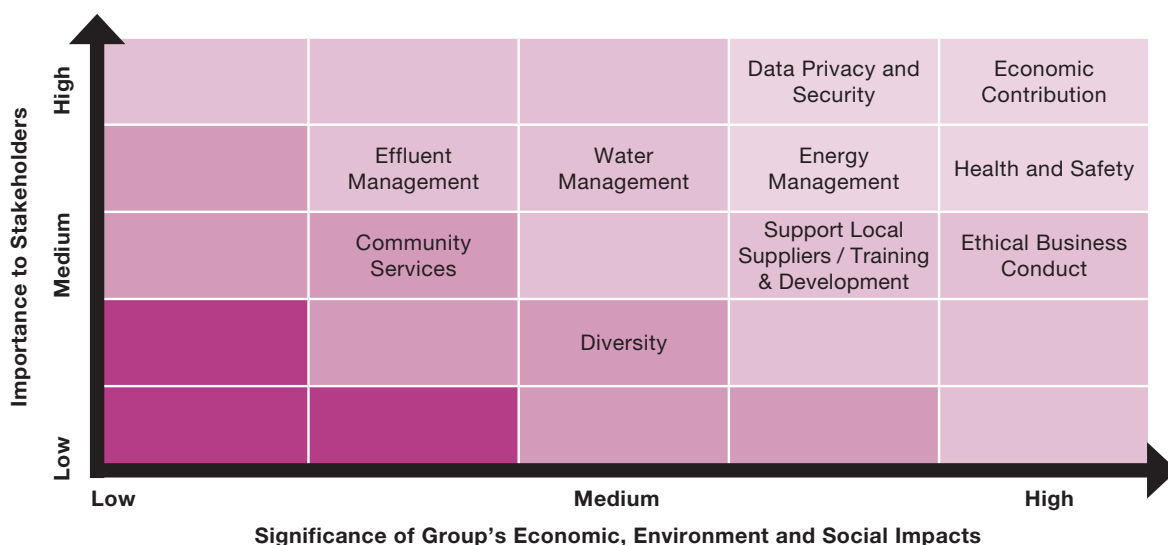 High
Data Privacy and
Security
Economic
Contribution
Effluent
Management
Water
Management
Energy
Management
Health and Safety
Medium
Community
Services
Support Local
Suppliers / Training
& Development
Ethical Business
Conduct
Diversity
Low
Importance to Stakeholders
Low
Medium
High
Significance of Group's Economic, Environment and Social Impacts